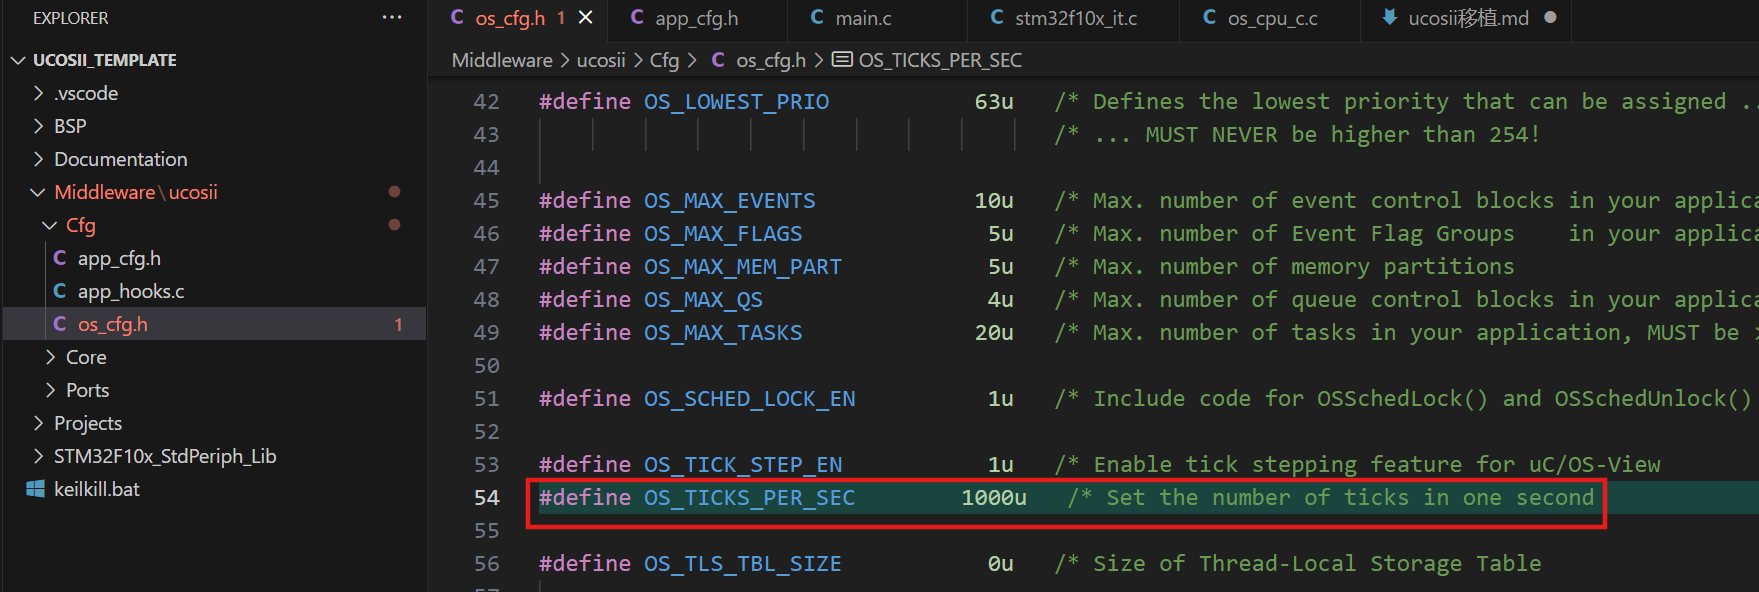 EXPLORER
...
UCOSII_TEMPLATE
.vscode
BSP
Documentation
Middleware\ucosii
Cfg
C app_cfg.h
C app_hooks.c
C os_cfg.h 1
Core
Ports
Projects
STM32F10x_StdPeriph_Lib
keilkill.bat
C os_cfg.h 1 ×
C app_cfg.h
C main.c
C stm32f10x_it.c
C os_cpu_c.c
ucosii移植.md
Middleware > ucosii > Cfg > C os_cfg.h > OS_TICKS_PER_SEC
42 #define OS_LOWEST_PRIO 63u /* Defines the lowest priority that can be assigned ..
43 /* ... MUST NEVER be higher than 254!
44
45 #define OS_MAX_EVENTS 10u /* Max. number of event control blocks in your applica
46 #define OS_MAX_FLAGS 5u /* Max. number of Event Flag Groups in your applica
47 #define OS_MAX_MEM_PART 5u /* Max. number of memory partitions
48 #define OS_MAX_QS 4u /* Max. number of queue control blocks in your applica
49 #define OS_MAX_TASKS 20u /* Max. number of tasks in your application, MUST be >
50
51 #define OS_SCHED_LOCK_EN 1u /* Include code for OSSchedLock() and OSSchedUnlock()
52
53 #define OS_TICK_STEP_EN 1u /* Enable tick stepping feature for uC/OS-View
54 #define OS_TICKS_PER_SEC 1000u /* Set the number of ticks in one second
55
56 #define OS_TLS_TBL_SIZE 0u /* Size of Thread-Local Storage Table